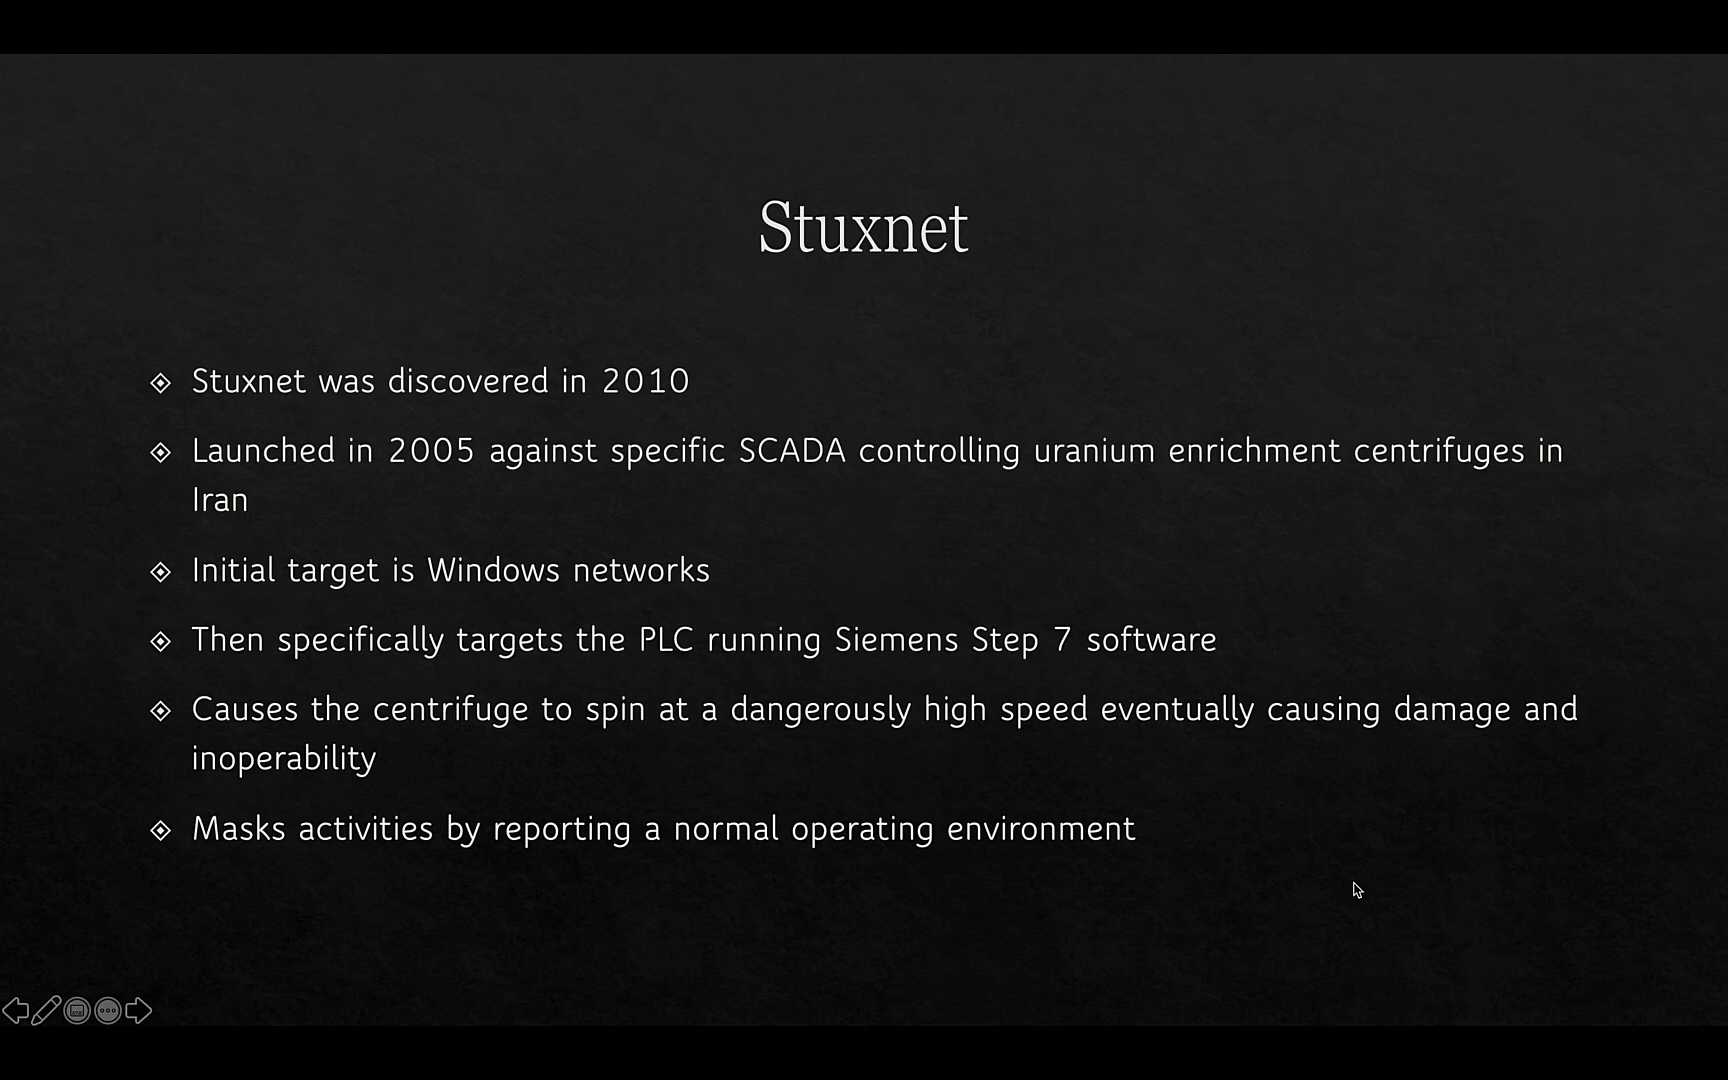 Stuxnet
Stuxnet was discovered in 2010
Launched in 2005 against specific SCADA controlling uranium enrichment centrifuges in
Iran
Initial target is Windows networks
Then specifically targets the PLC running Siemens Step 7 software
Causes the centrifuge to spin at a dangerously high speed eventually causing damage and
inoperability
Masks activities by reporting a normal operating environment